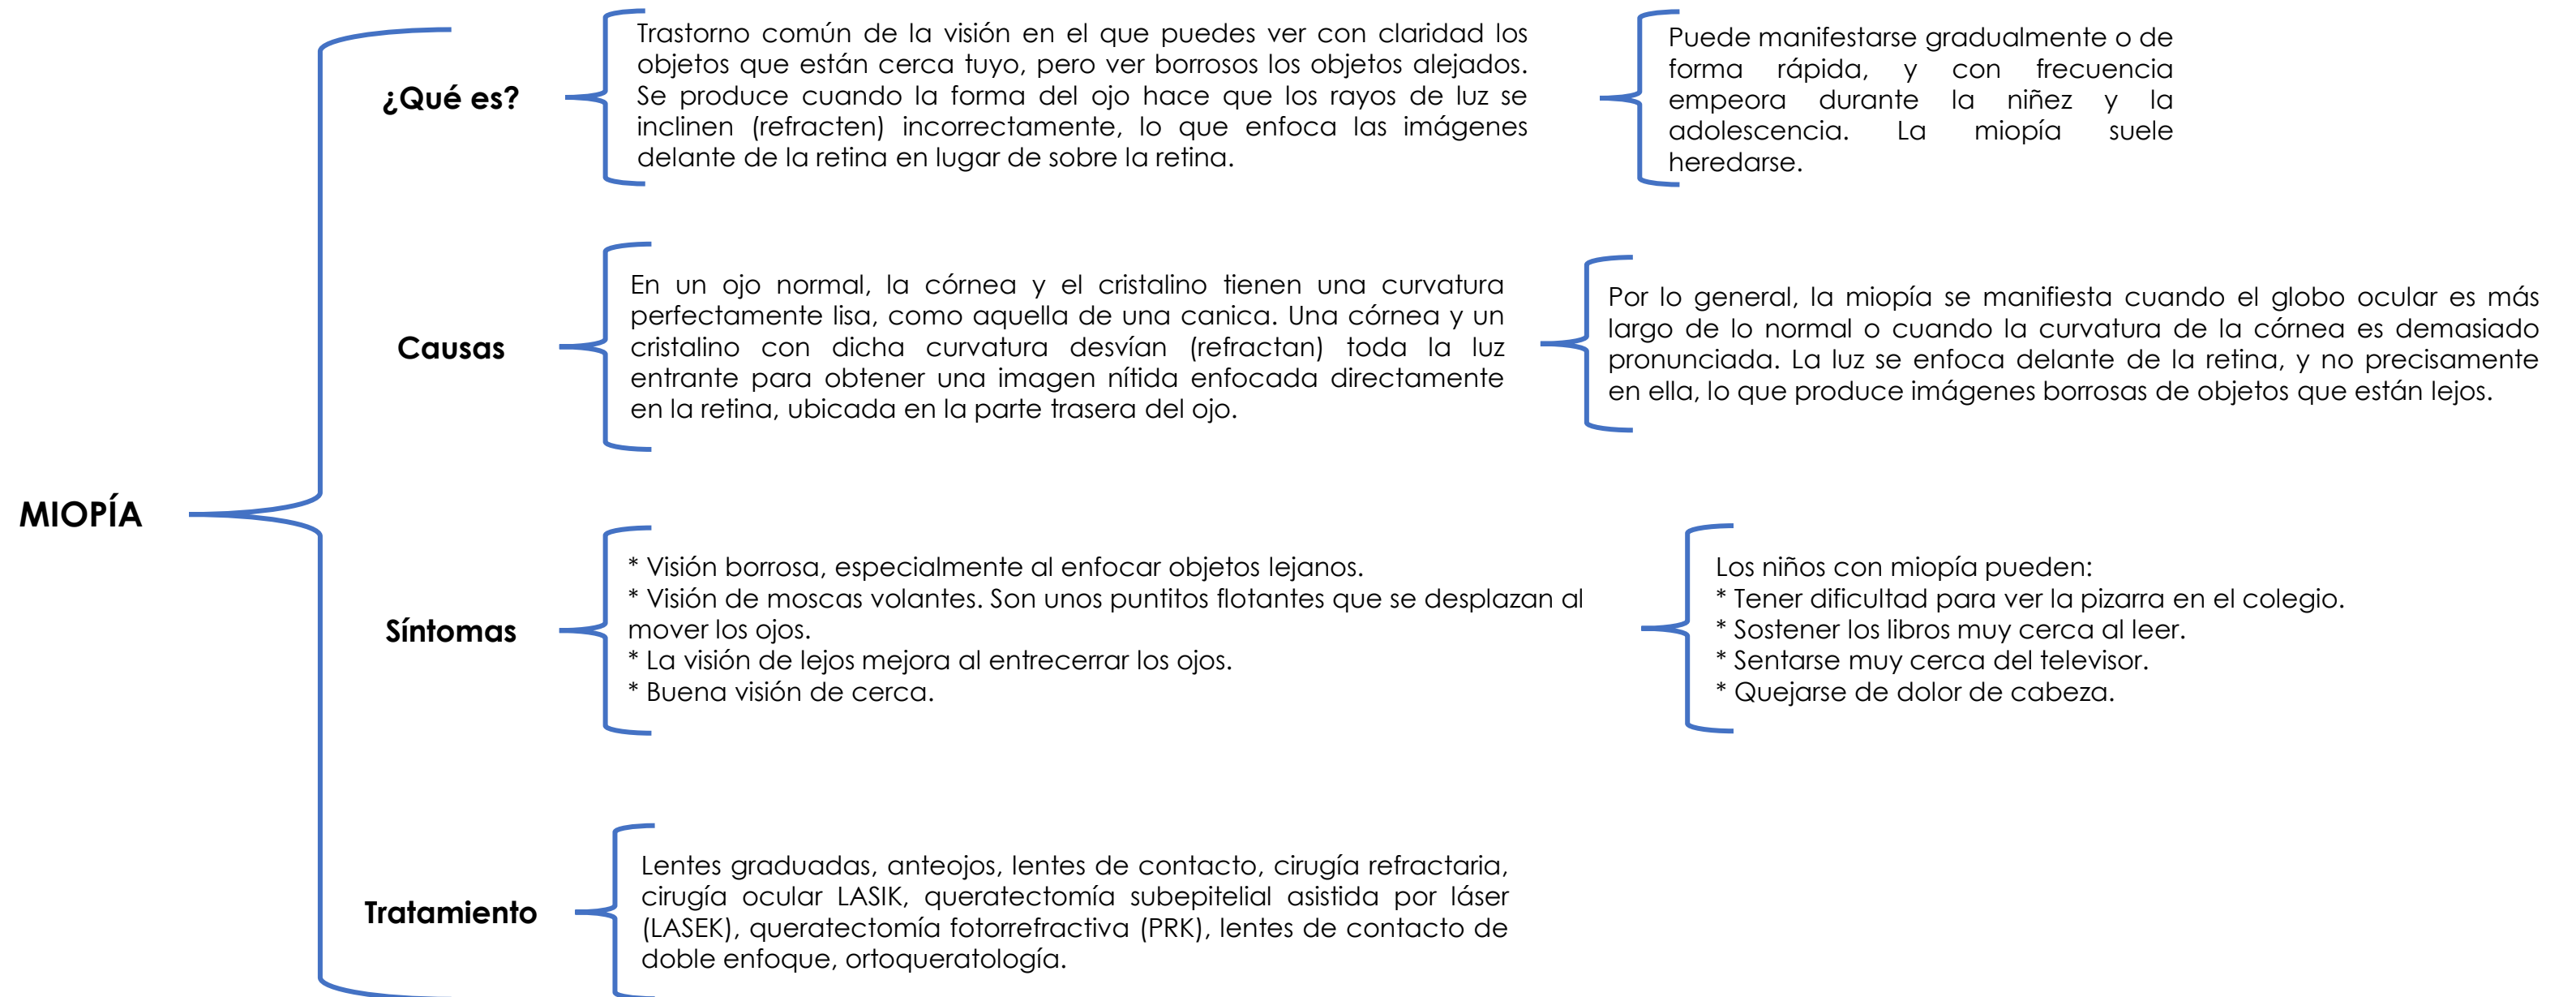 MIOPÍA
¿Qué es?
Trastorno común de la visión en el que puedes ver con claridad los
objetos que están cerca tuyo, pero ver borrosos los objetos alejados.
Se produce cuando la forma del ojo hace que los rayos de luz se
inclinen (refracten) incorrectamente, lo que enfoca las imágenes
delante de la retina en lugar de sobre la retina.
Puede manifestarse gradualmente o de
forma rápida, y con frecuencia
empeora durante la niñez y la
adolescencia. La miopía suele
heredarse.
Causas
En un ojo normal, la córnea y el cristalino tienen una curvatura
perfectamente lisa, como aquella de una canica. Una córnea y un
cristalino con dicha curvatura desvían (refractan) toda la luz
entrante para obtener una imagen nítida enfocada directamente
en la retina, ubicada en la parte trasera del ojo.
Por lo general, la miopía se manifiesta cuando el globo ocular es más
largo de lo normal o cuando la curvatura de la córnea es demasiado
pronunciada. La luz se enfoca delante de la retina, y no precisamente
en ella, lo que produce imágenes borrosas de objetos que están lejos.
Síntomas
* Visión borrosa, especialmente al enfocar objetos lejanos.
* Visión de moscas volantes. Son unos puntitos flotantes que se desplazan al
mover los ojos.
* La visión de lejos mejora al entrecerrar los ojos.
* Buena visión de cerca.
Los niños con miopía pueden:
* Tener dificultad para ver la pizarra en el colegio.
* Sostener los libros muy cerca al leer.
* Sentarse muy cerca del televisor.
* Quejarse de dolor de cabeza.
Tratamiento
Lentes graduadas, anteojos, lentes de contacto, cirugía refractaria,
cirugía ocular LASIK, queratectomía subepitelial asistida por láser
(LASEK), queratectomía fotorrefractiva (PRK), lentes de contacto de
doble enfoque, ortoqueratología.